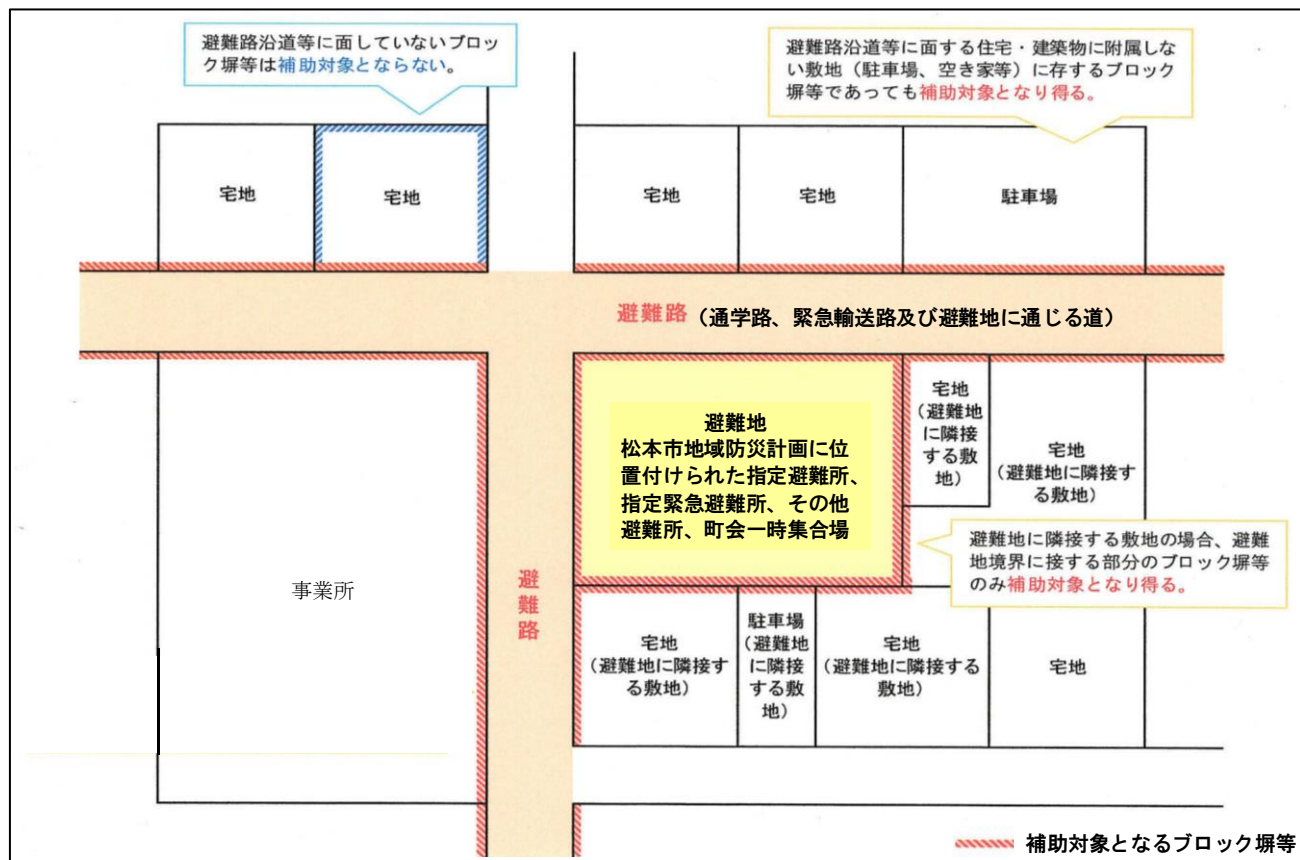 避難路沿道等に面していないブロッ
ク塀等は補助対象とならない。
避難路沿道等に面する住宅・建築物に附属しな
い敷地（駐車場、空き家等）に存するブロック
塀等であっても補助対象となり得る。
宅地
宅地
宅地
宅地
駐車場
避難路（通学路、緊急輸送路及び避難地に通じる道）
避難地
松本市地域防災計画に位
置付けられた指定避難所、
指定緊急避難所、その他
避難所、町会一時集合場
宅地
（避難地
に隣接
する敷
地）
宅地
（避難地に隣接す
る敷地）
避難地に隣接する敷地の場合、避難
地境界に接する部分のブロック塀等
のみ補助対象となり得る。
事業所
避
難
路
宅地
（避難地に隣接す
る敷地）
駐車場
（避難地
に隣接
する敷
地）
宅地
（避難地に隣接する
敷地）
宅地
補助対象となるブロック塀等